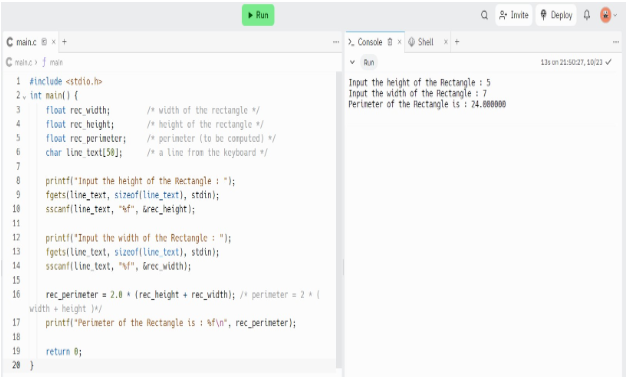 Run
Invite
Deploy
main.c
Console
Shell
main.c > f main
Run
13s on 21:50:27, 10/23 ✓
1 #include <stdio.h>
2 int main() {
3 float rec_width; /* width of the rectangle */
4 float rec_height; /* height of the rectangle */
5 float rec_perimeter; /* perimeter (to be computed) */
6 char line_text[50]; /* a line from the keyboard */
7
8 printf("Input the height of the Rectangle : ");
9 fgets(line_text, sizeof(line_text), stdin);
10 sscanf(line_text, "%f", &rec_height);
11
12 printf("Input the width of the Rectangle : ");
13 fgets(line_text, sizeof(line_text), stdin);
14 sscanf(line_text, "%f", &rec_width);
15
16 rec_perimeter = 2.0 * (rec_height + rec_width); /* perimeter = 2 * (
width + height )*/
17 printf("Perimeter of the Rectangle is : %f\n", rec_perimeter);
18
19 return 0;
20 }
Input the height of the Rectangle : 5
Input the width of the Rectangle : 7
Perimeter of the Rectangle is : 24.000000